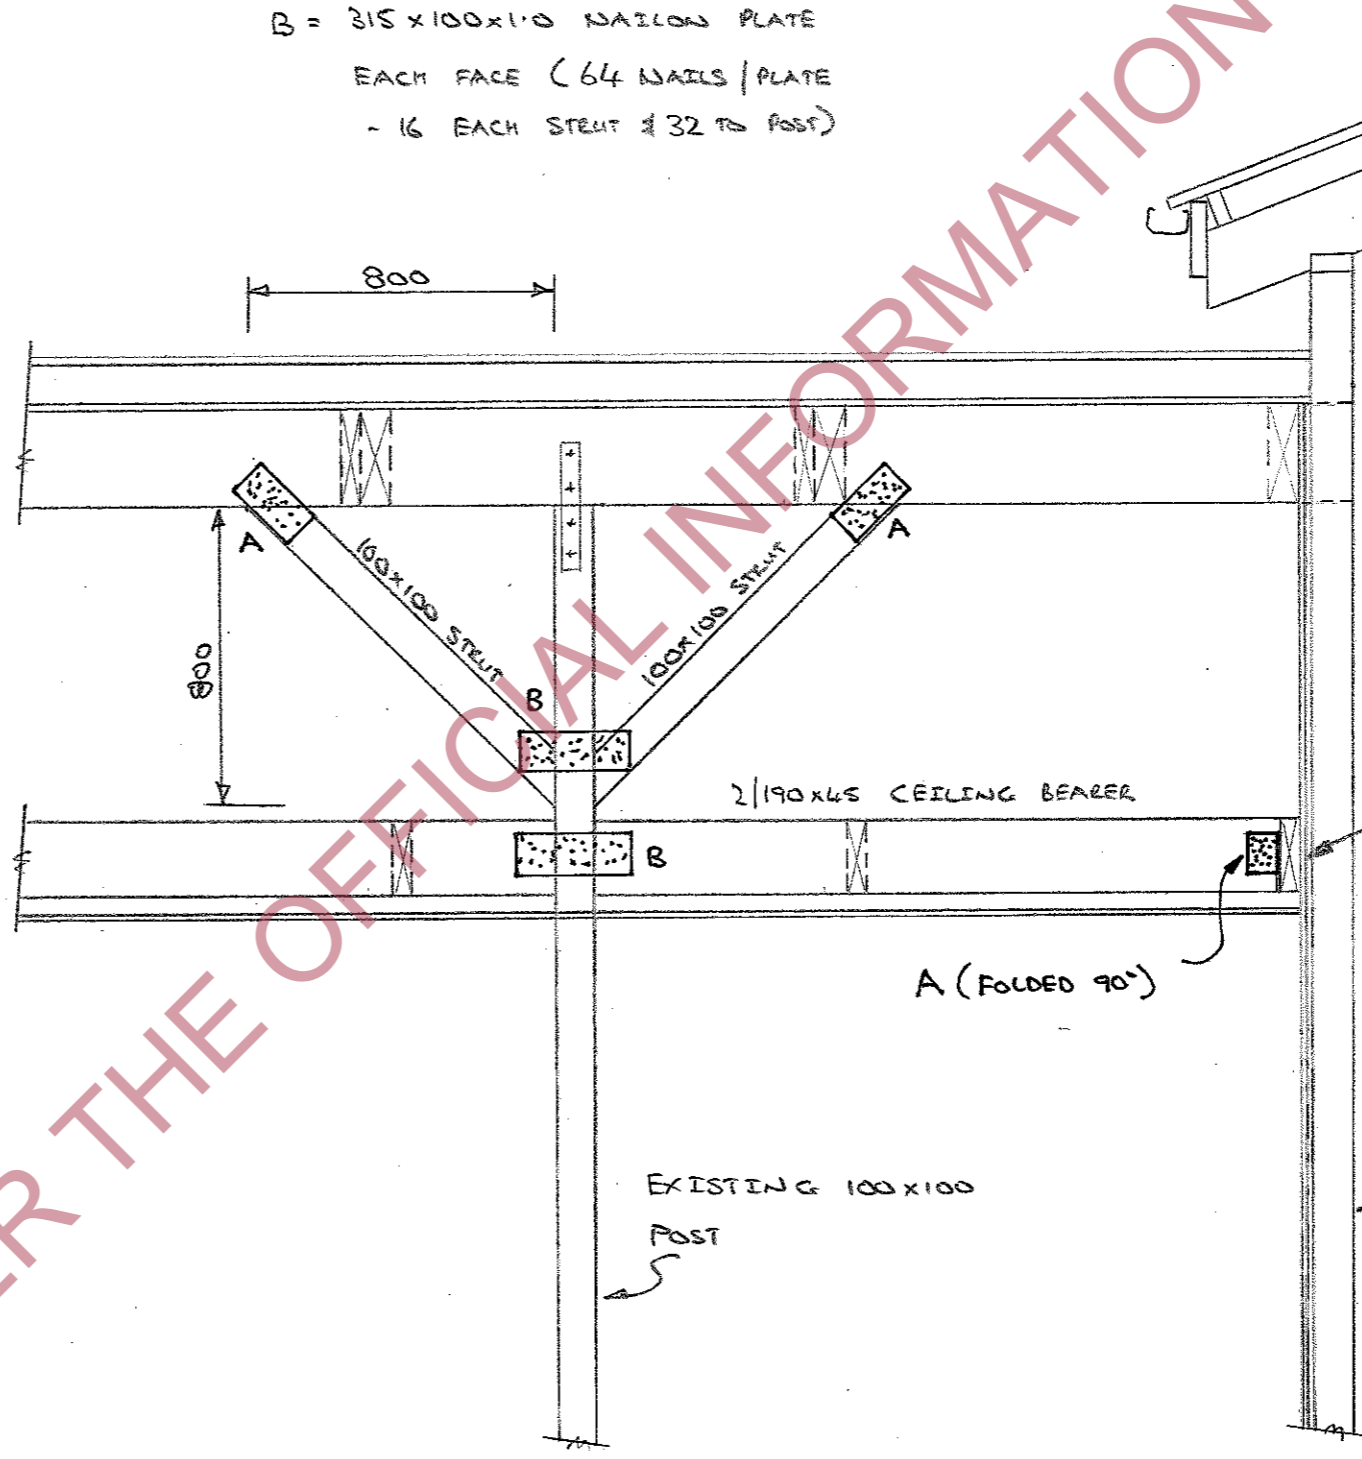 B = 315 x 100 x 1.0 NAILON PLATE
EACH FACE (64 NAILS / PLATE
- 16 EACH STRUT & 32 TO POST)
800
A
A
100x100 STRUT
100x100 STRUT
800
B
2/190x45 CEILING BEARER
B
A (FOLDED 90°)
EXISTING 100x100
POST
ER THE OFFICIAL INFORMATION